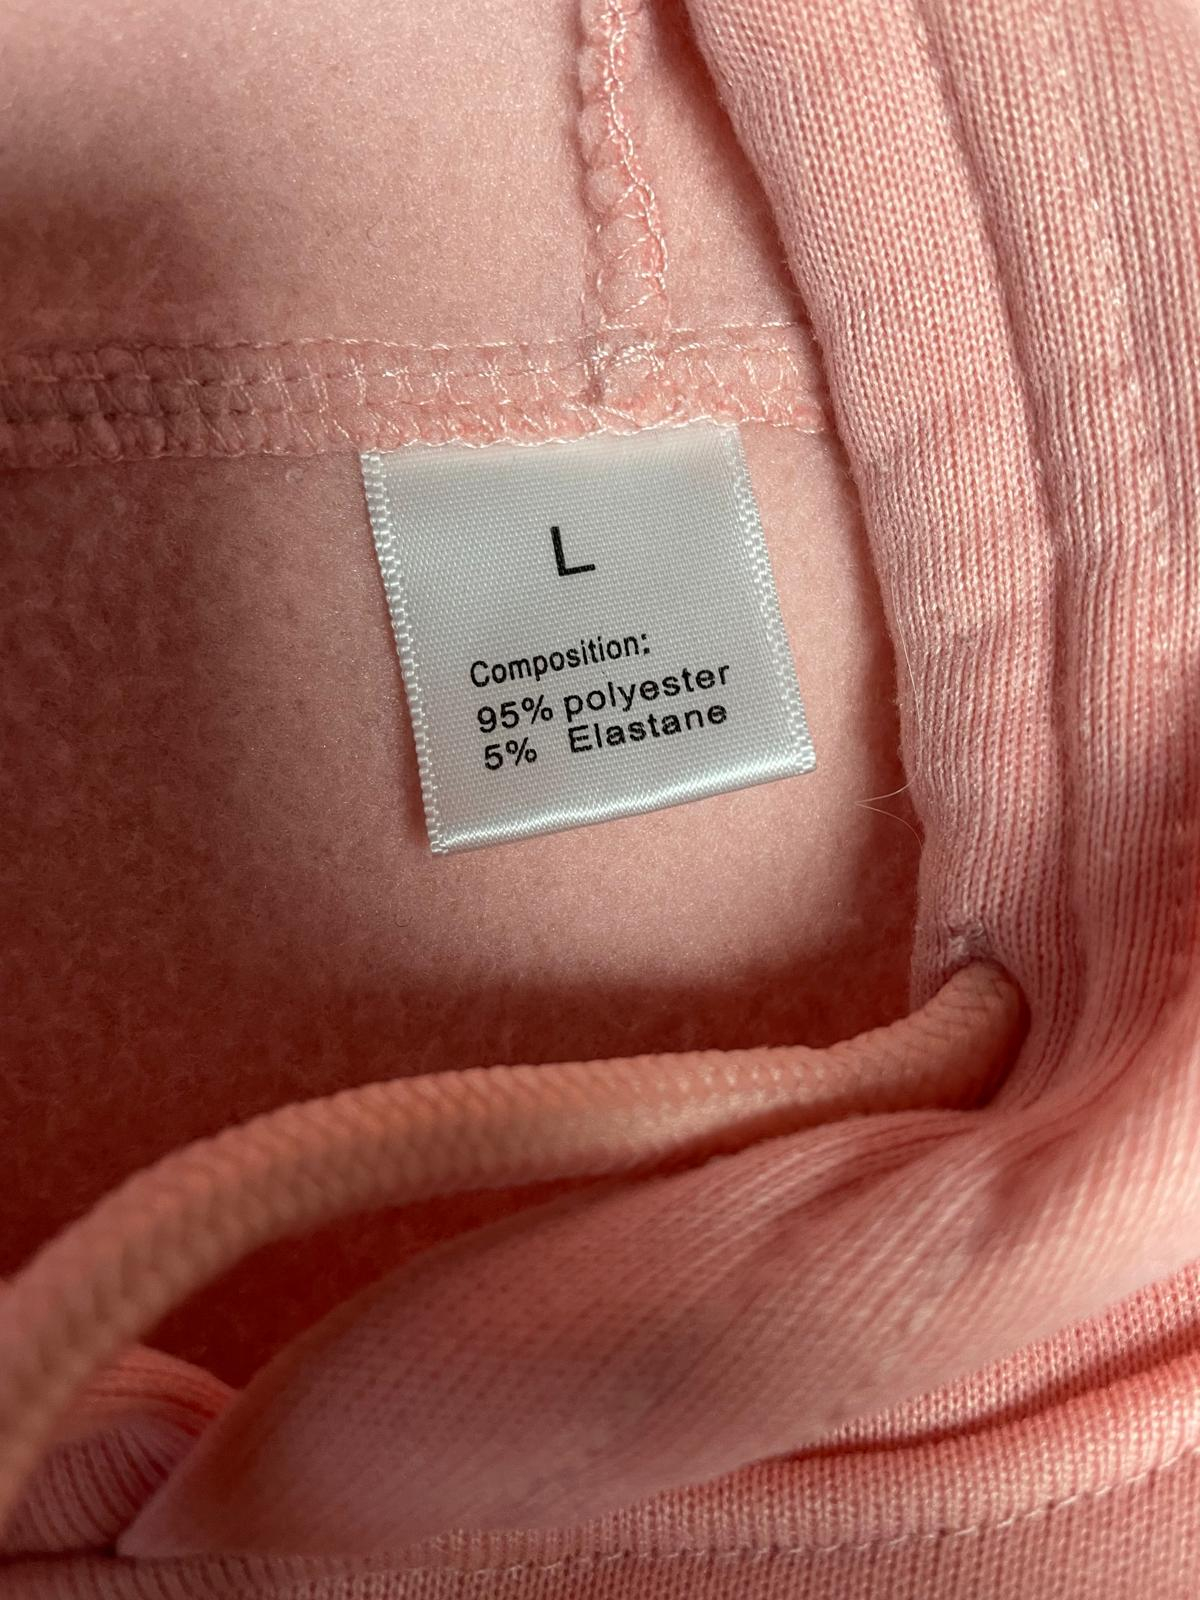 L
Composition:
95% polyester
5% Elastane